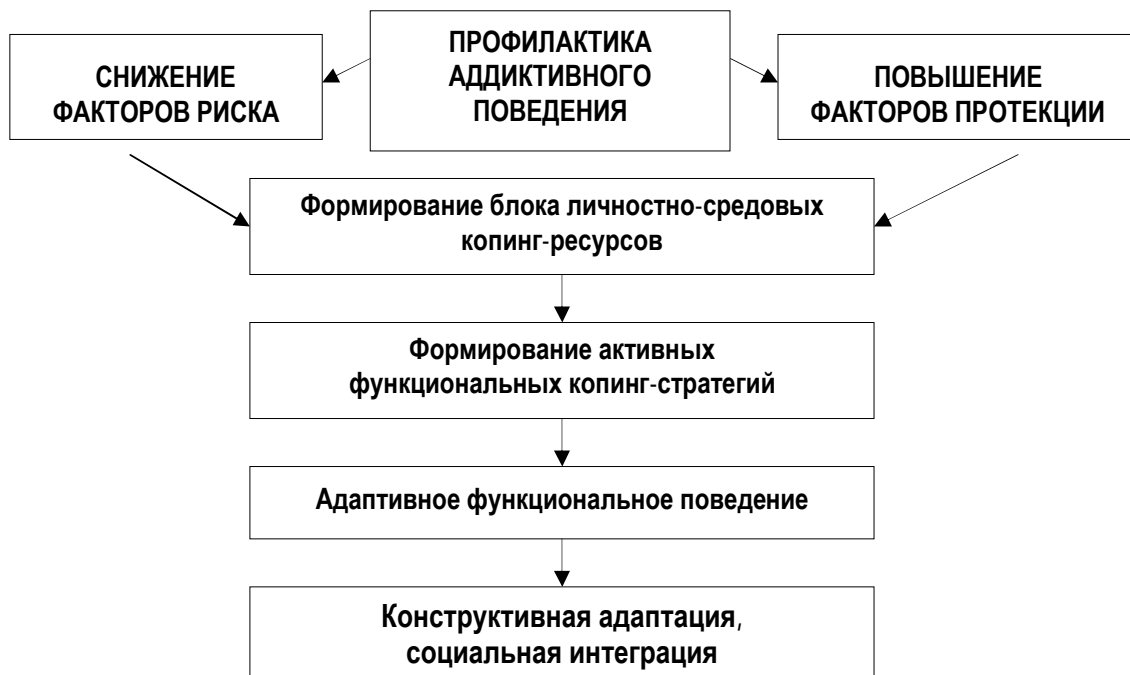 ПРОФИЛАКТИКА
АДДИКТИВНОГО
ПОВЕДЕНИЯ
СНИЖЕНИЕ
ФАКТОРОВ РИСКА
ПОВЫШЕНИЕ
ФАКТОРОВ ПРОТЕКЦИИ
Формирование блока личностно-средовых
копинг-ресурсов
Формирование активных
функциональных копинг-стратегий
Адаптивное функциональное поведение
Конструктивная адаптация,
социальная интеграция